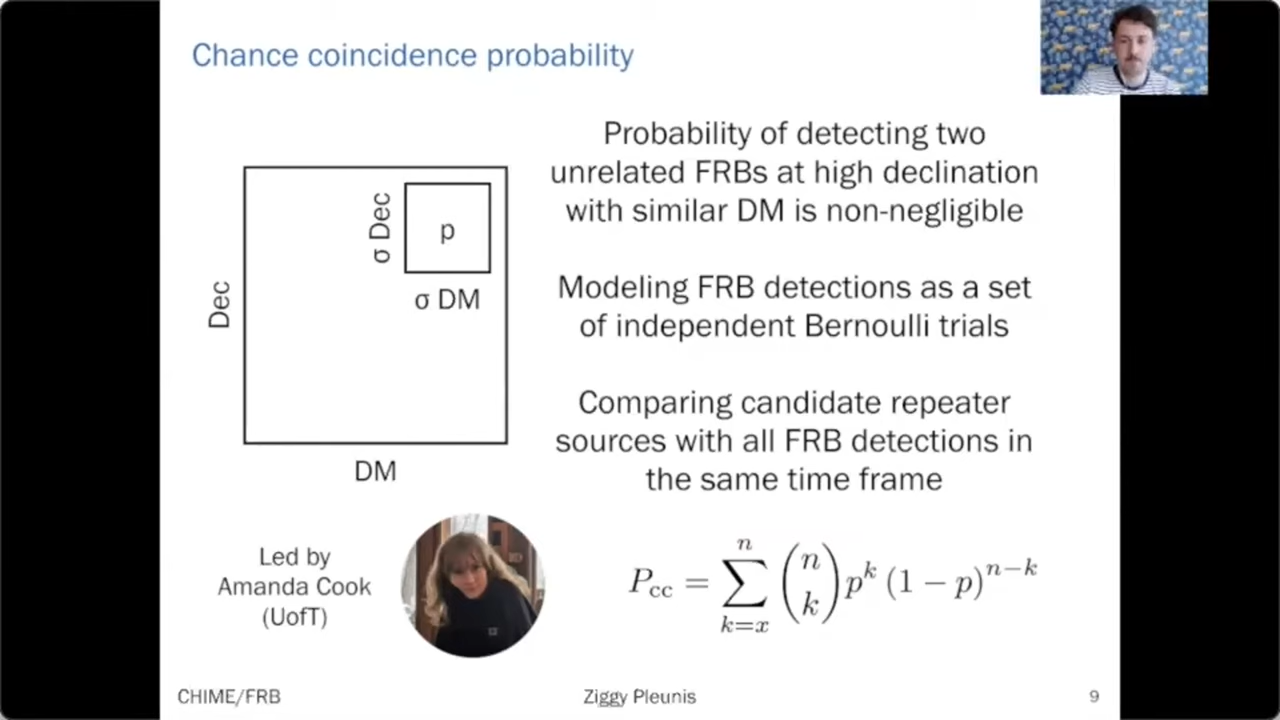 Chance coincidence probability
Probability of detecting two
unrelated FRBs at high declination
with similar DM is non-negligible
σ Dec
p
σ DM
Dec
DM
Modeling FRB detections as a set
of independent Bernoulli trials
Comparing candidate repeater
sources with all FRB detections in
the same time frame
Led by
Amanda Cook
(UofT)
P_cc = \sum_{k=x}^{n} \binom{n}{k} p^k (1 − p)^{n−k}
CHIME/FRB
Ziggy Pleunis
9